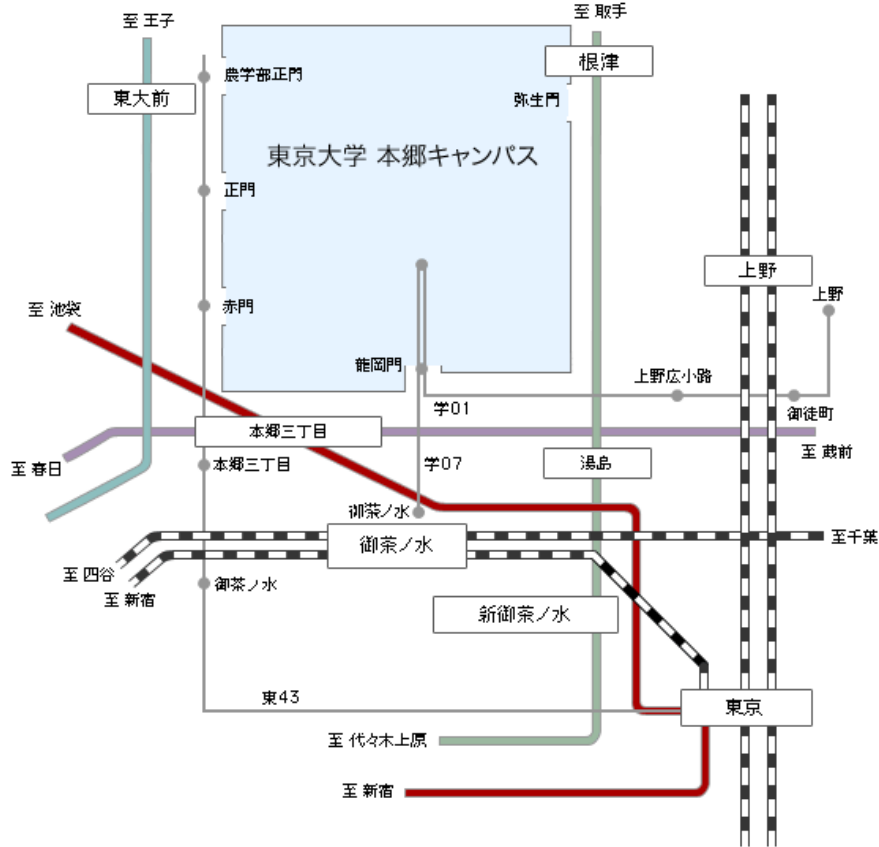 至 王子
至 取手
東大前
農学部正門
根津
弥生門
東京大学 本郷キャンパス
正門
上野
上野
至 池袋
赤門
龍岡門
上野広小路
学01
御徒町
本郷三丁目
至 春日
本郷三丁目
学07
湯島
至 蔵前
御茶ノ水
御茶ノ水
至千葉
至 四谷
至 新宿
御茶ノ水
新御茶ノ水
東43
東京
至 代々木上原
至 新宿